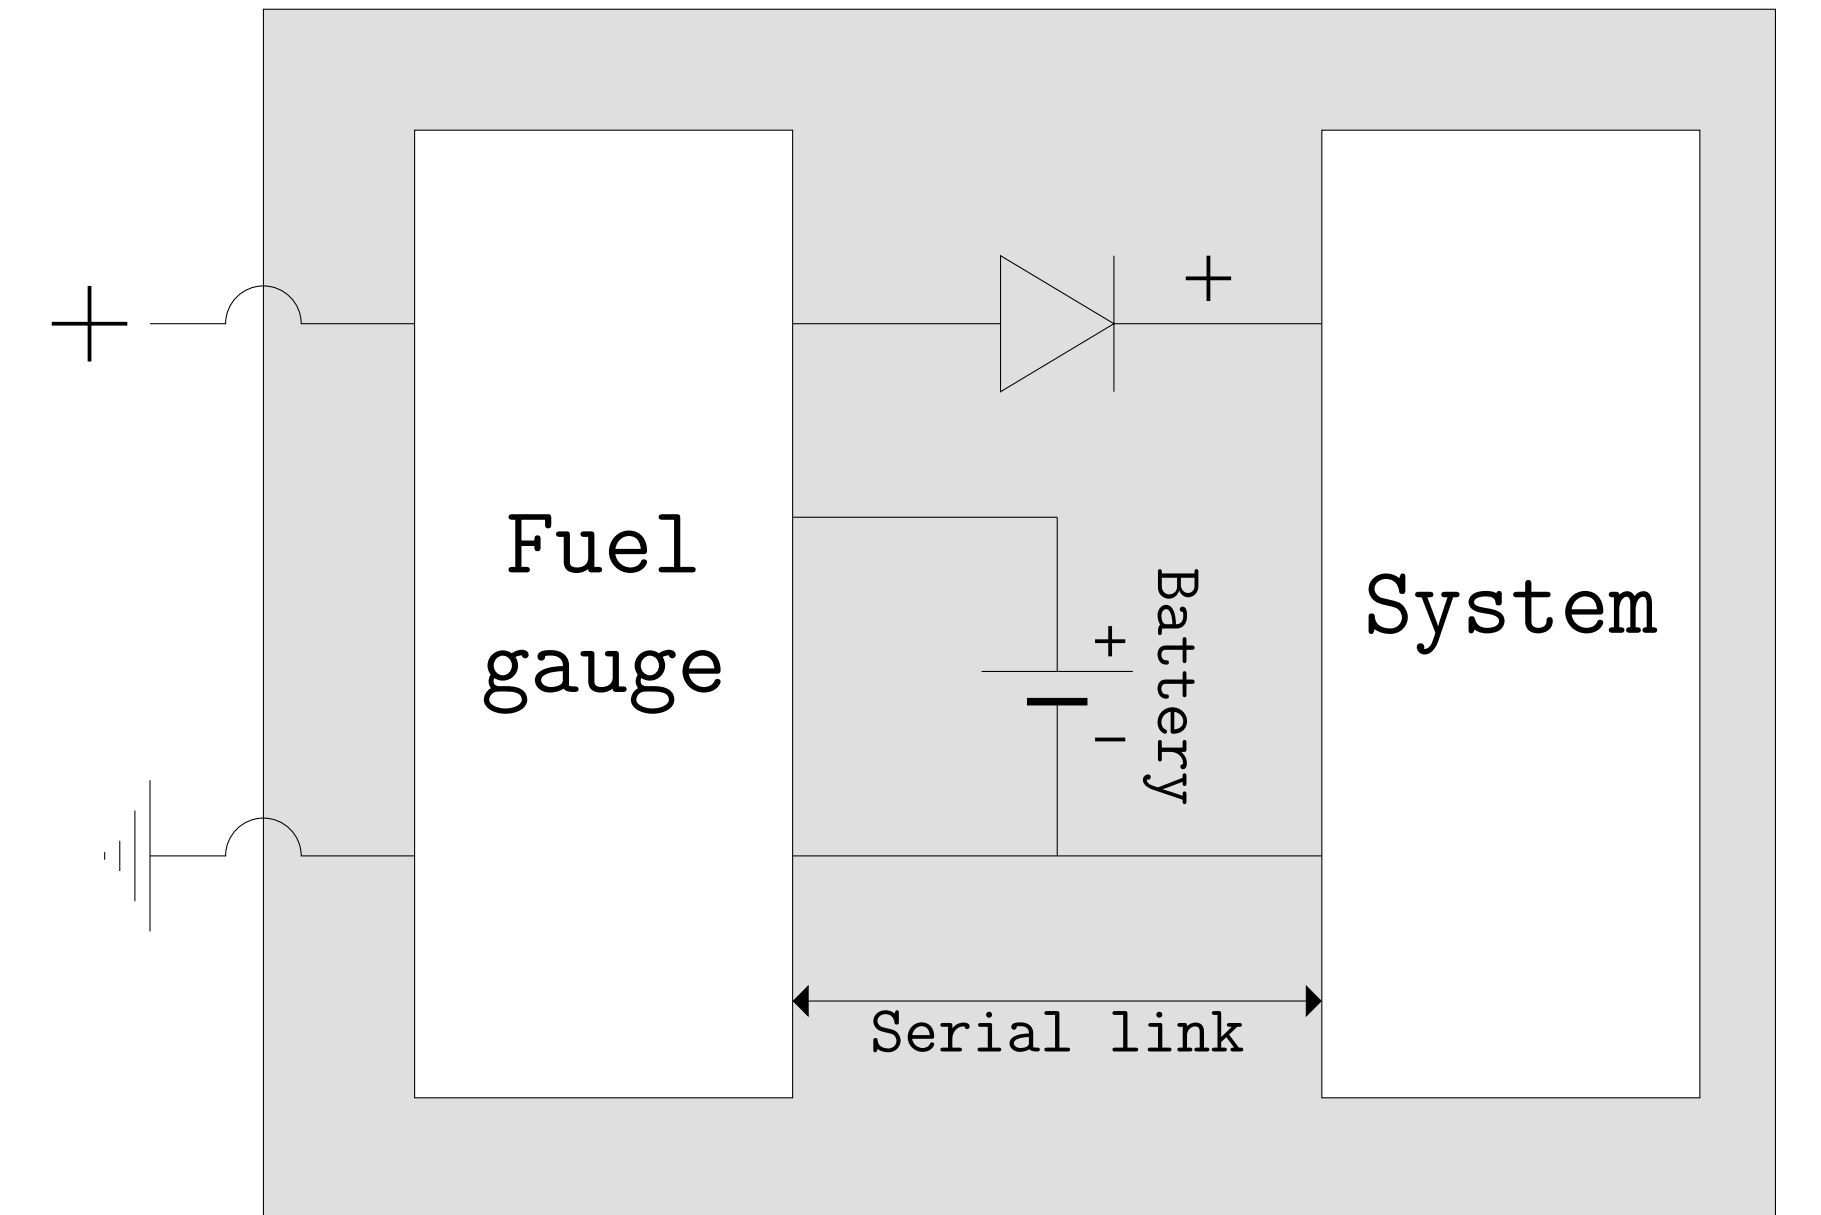 +
+
Fuel
gauge
System
Battery
+
−
Serial link